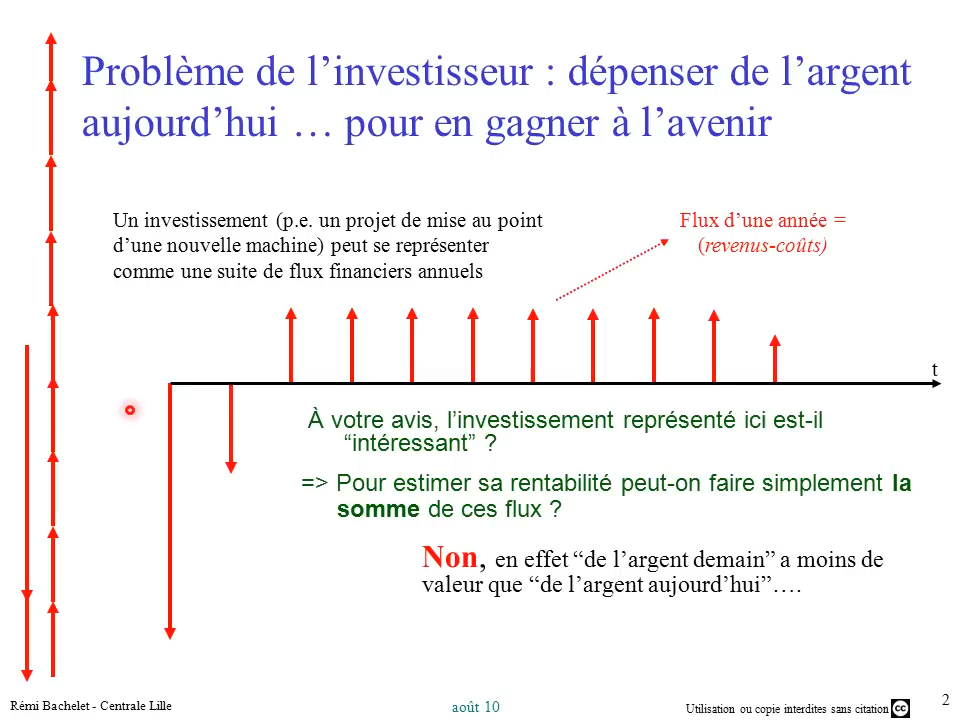 Problème de l’investisseur : dépenser de l’argent
aujourd’hui … pour en gagner à l’avenir
Un investissement (p.e. un projet de mise au point
d’une nouvelle machine) peut se représenter
comme une suite de flux financiers annuels
Flux d’une année =
(revenus-coûts)
t
À votre avis, l’investissement représenté ici est-il
“intéressant” ?
=> Pour estimer sa rentabilité peut-on faire simplement la
somme de ces flux ?
Non, en effet “de l’argent demain” a moins de
valeur que “de l’argent aujourd’hui”….
Rémi Bachelet - Centrale Lille
août 10
Utilisation ou copie interdites sans citation
cc
2